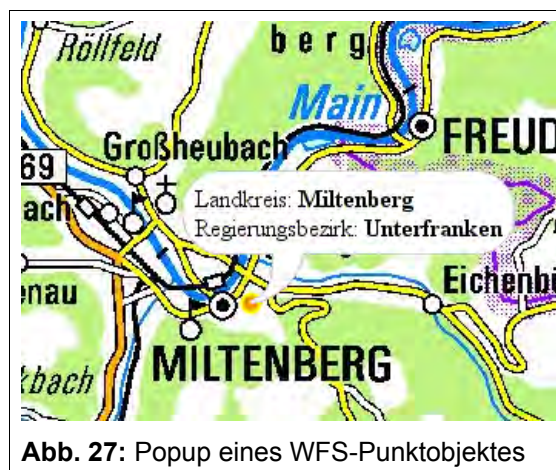 Röllfeld
berg
Main
FREUD
Großheubach
69
Landkreis: Miltenberg
Regierungsbezirk: Unterfranken
ach
enau
Eichenbü
MILTENBERG
kbach
Abb. 27: Popup eines WFS-Punktobjektes